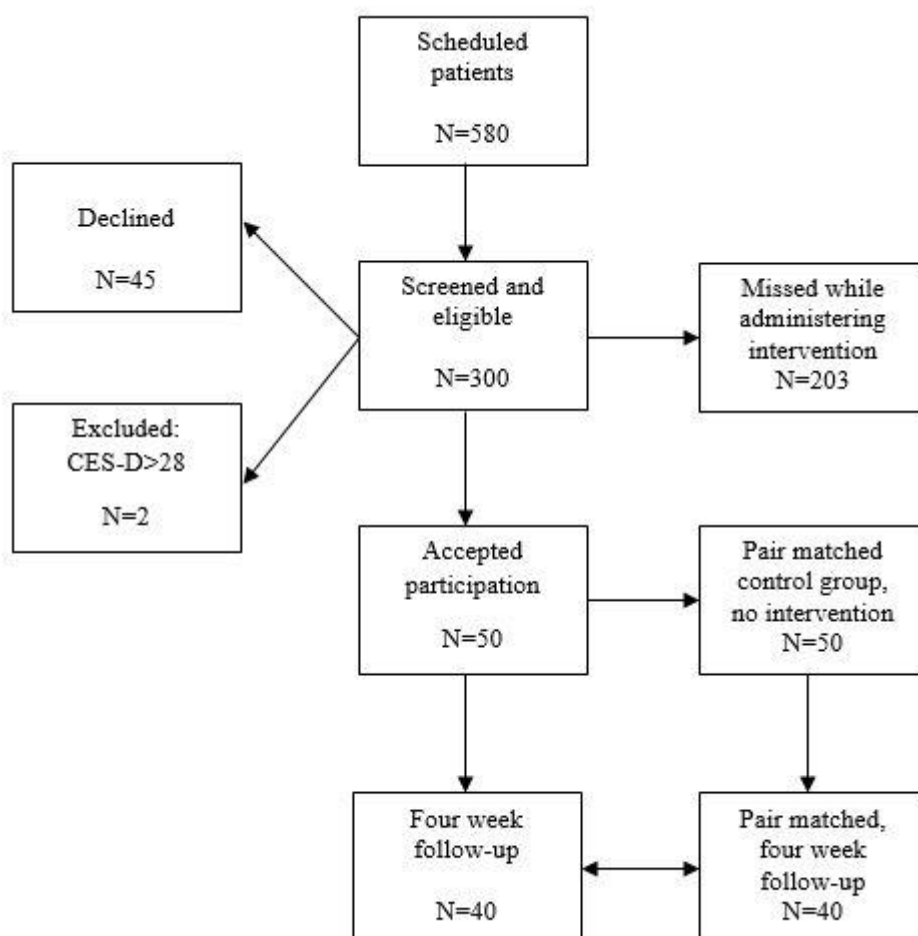 Scheduled
patients
N=580
Declined
N=45
Screened and
eligible
N=300
Missed while
administering
intervention
N=203
Excluded:
CES-D>28
N=2
Accepted
participation
N=50
Pair matched
control group,
no intervention
N=50
Four week
follow-up
N=40
Pair matched,
four week
follow-up
N=40